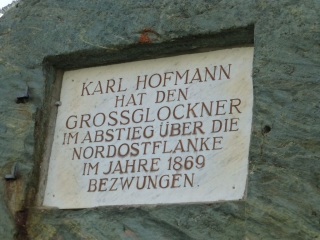 KARL HOFMANN
HAT DEN
GROSSGLOCKNER
IM ABSTIEG ÜBER DIE
NORDOSTFLANKE
IM JAHRE 1869
BEZWUNGEN.